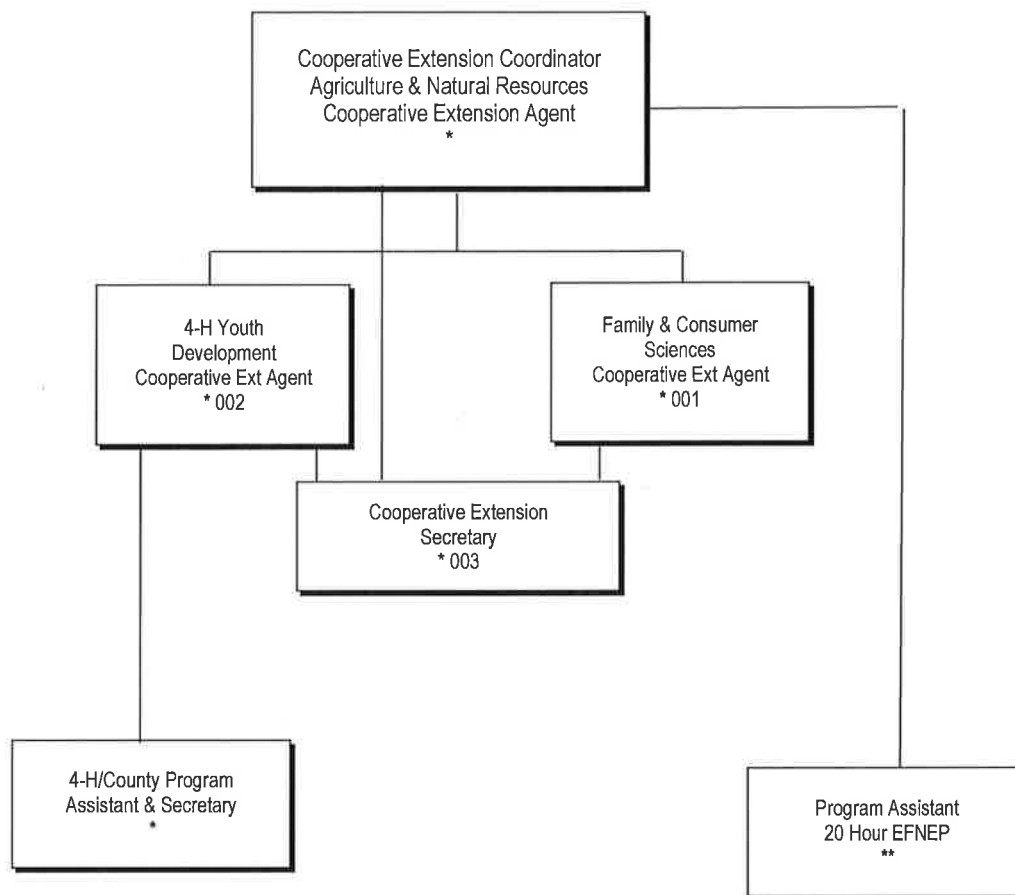 Cooperative Extension Coordinator
Agriculture & Natural Resources
Cooperative Extension Agent
*
4-H Youth
Development
Cooperative Ext Agent
* 002
Family & Consumer
Sciences
Cooperative Ext Agent
* 001
Cooperative Extension
Secretary
* 003
4-H/County Program
Assistant & Secretary
*
Program Assistant
20 Hour EFNEP
**